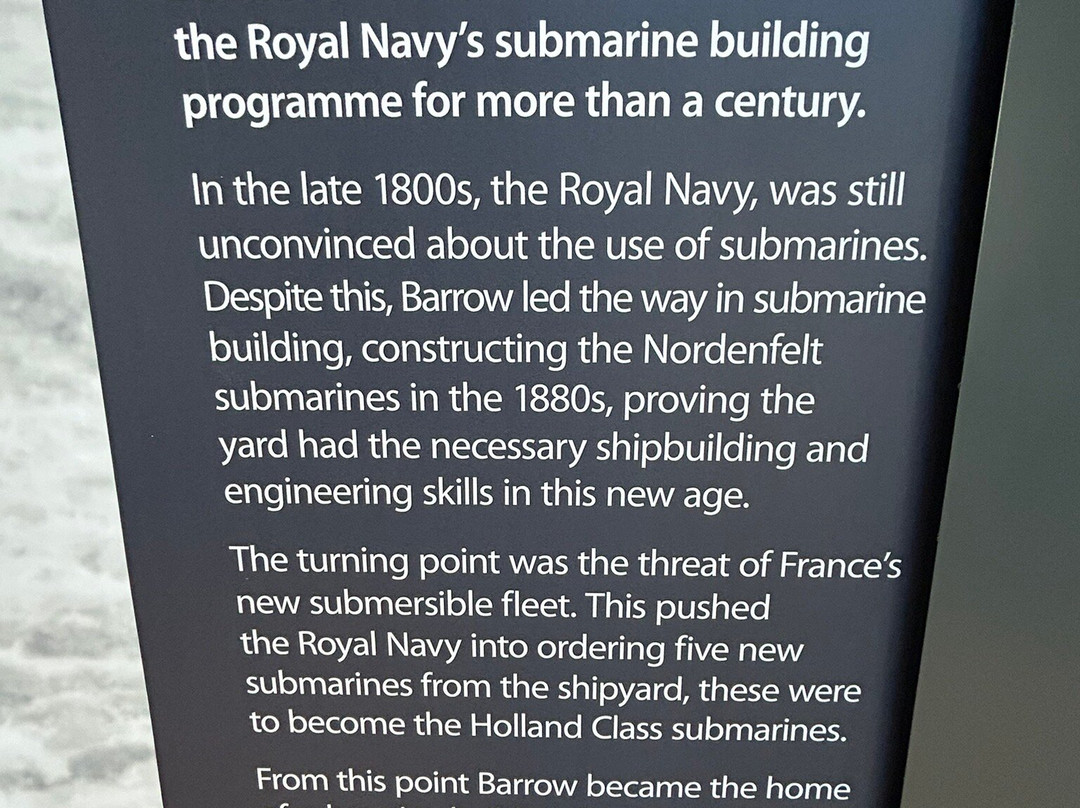 the Royal Navy's submarine building
programme for more than a century.
In the late 1800s, the Royal Navy, was still
unconvinced about the use of submarines.
Despite this, Barrow led the way in submarine
building, constructing the Nordenfelt
submarines in the 1880s, proving the
yard had the necessary shipbuilding and
engineering skills in this new age.
The turning point was the threat of France's
new submersible fleet. This pushed
the Royal Navy into ordering five new
submarines from the shipyard, these were
to become the Holland Class submarines.
From this point Barrow became the home